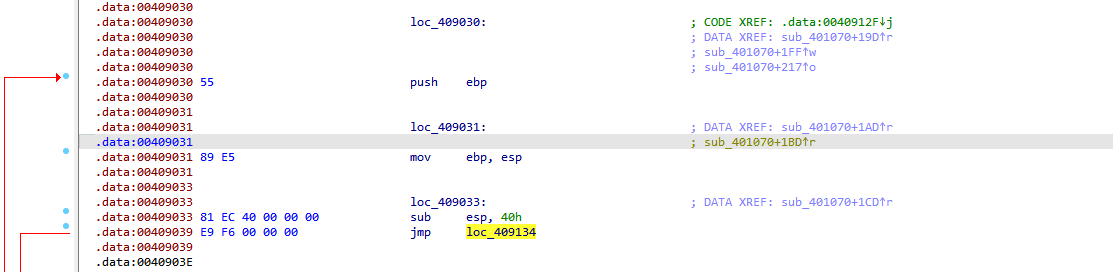 .data:00409030
.data:00409030 loc_409030: ; CODE XREF: .data:0040912F↓j
.data:00409030 ; DATA XREF: sub_401070+19D↑r
.data:00409030 ; sub_401070+1FF↑w
.data:00409030 ; sub_401070+217↑o
.data:00409030 55 push ebp
.data:00409030
.data:00409031
.data:00409031 loc_409031: ; DATA XREF: sub_401070+1AD↑r
.data:00409031 ; sub_401070+1BD↑r
.data:00409031 89 E5 mov ebp, esp
.data:00409031
.data:00409033
.data:00409033 loc_409033: ; DATA XREF: sub_401070+1CD↑r
.data:00409033 81 EC 40 00 00 00 sub esp, 40h
.data:00409039 E9 F6 00 00 00 jmp loc_409134
.data:00409039
.data:0040903E